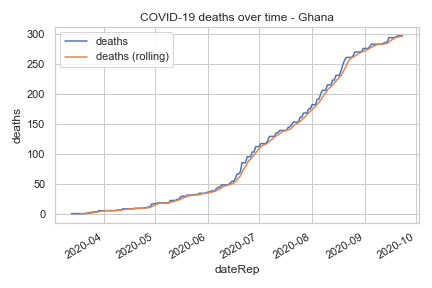 COVID-19 deaths over time - Ghana
deaths
deaths (rolling)
300
250
200
150
100
50
0
deaths
2020-04
2020-05
2020-06
2020-07
2020-08
2020-09
2020-10
dateRep